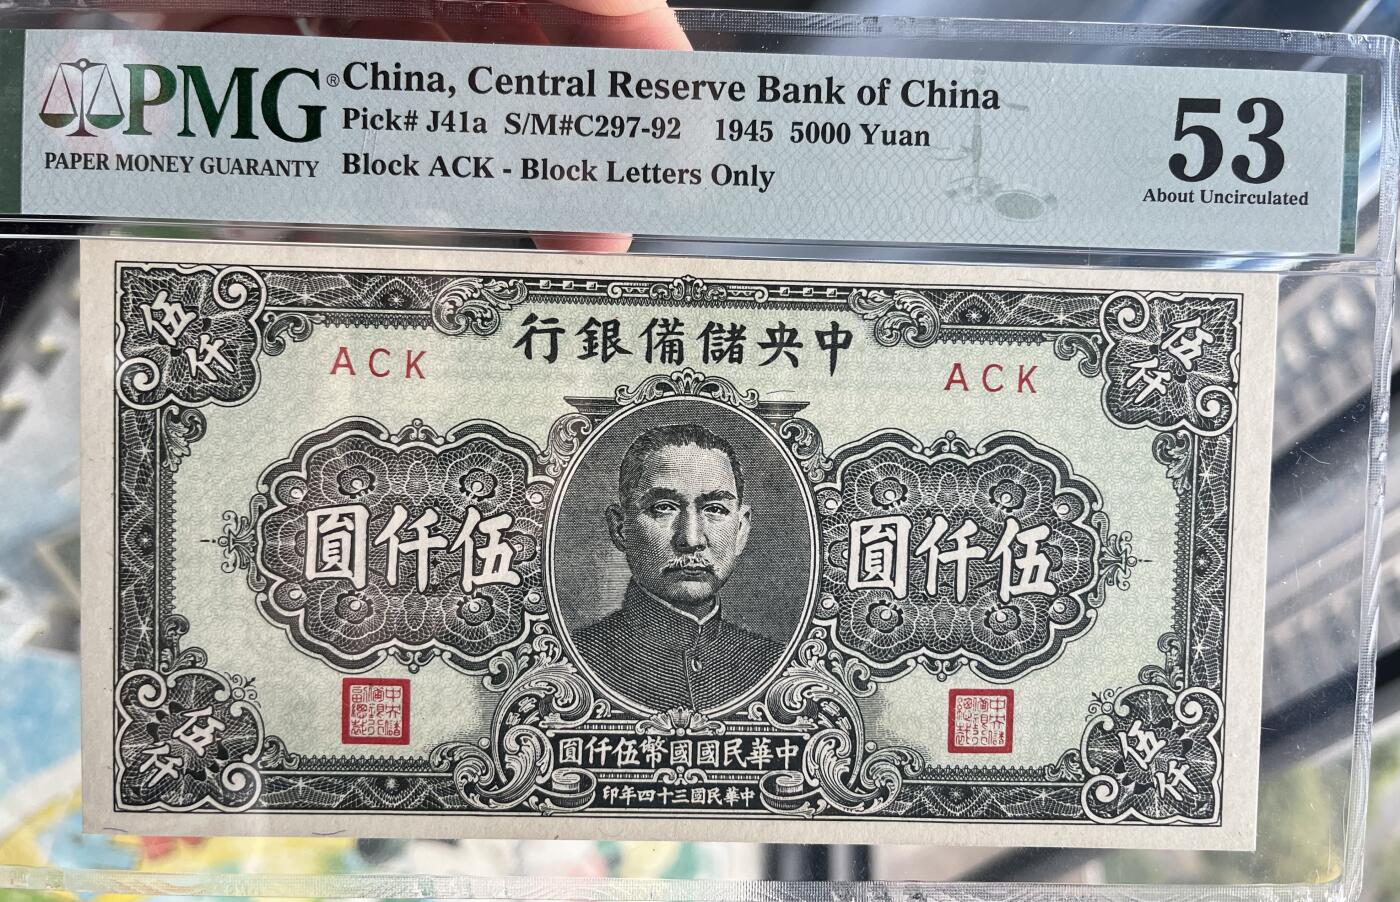 PMG®
PAPER MONEY GUARANTY
China, Central Reserve Bank of China
Pick# J41a S/M#C297-92 1945 5000 Yuan
Block ACK - Block Letters Only
53
About Uncirculated
伍仟
伍仟
中央儲備銀行
ACK
ACK
伍仟圓
伍仟圓
中華民國國幣伍仟圓
中華民國三十四年印
伍仟
伍仟